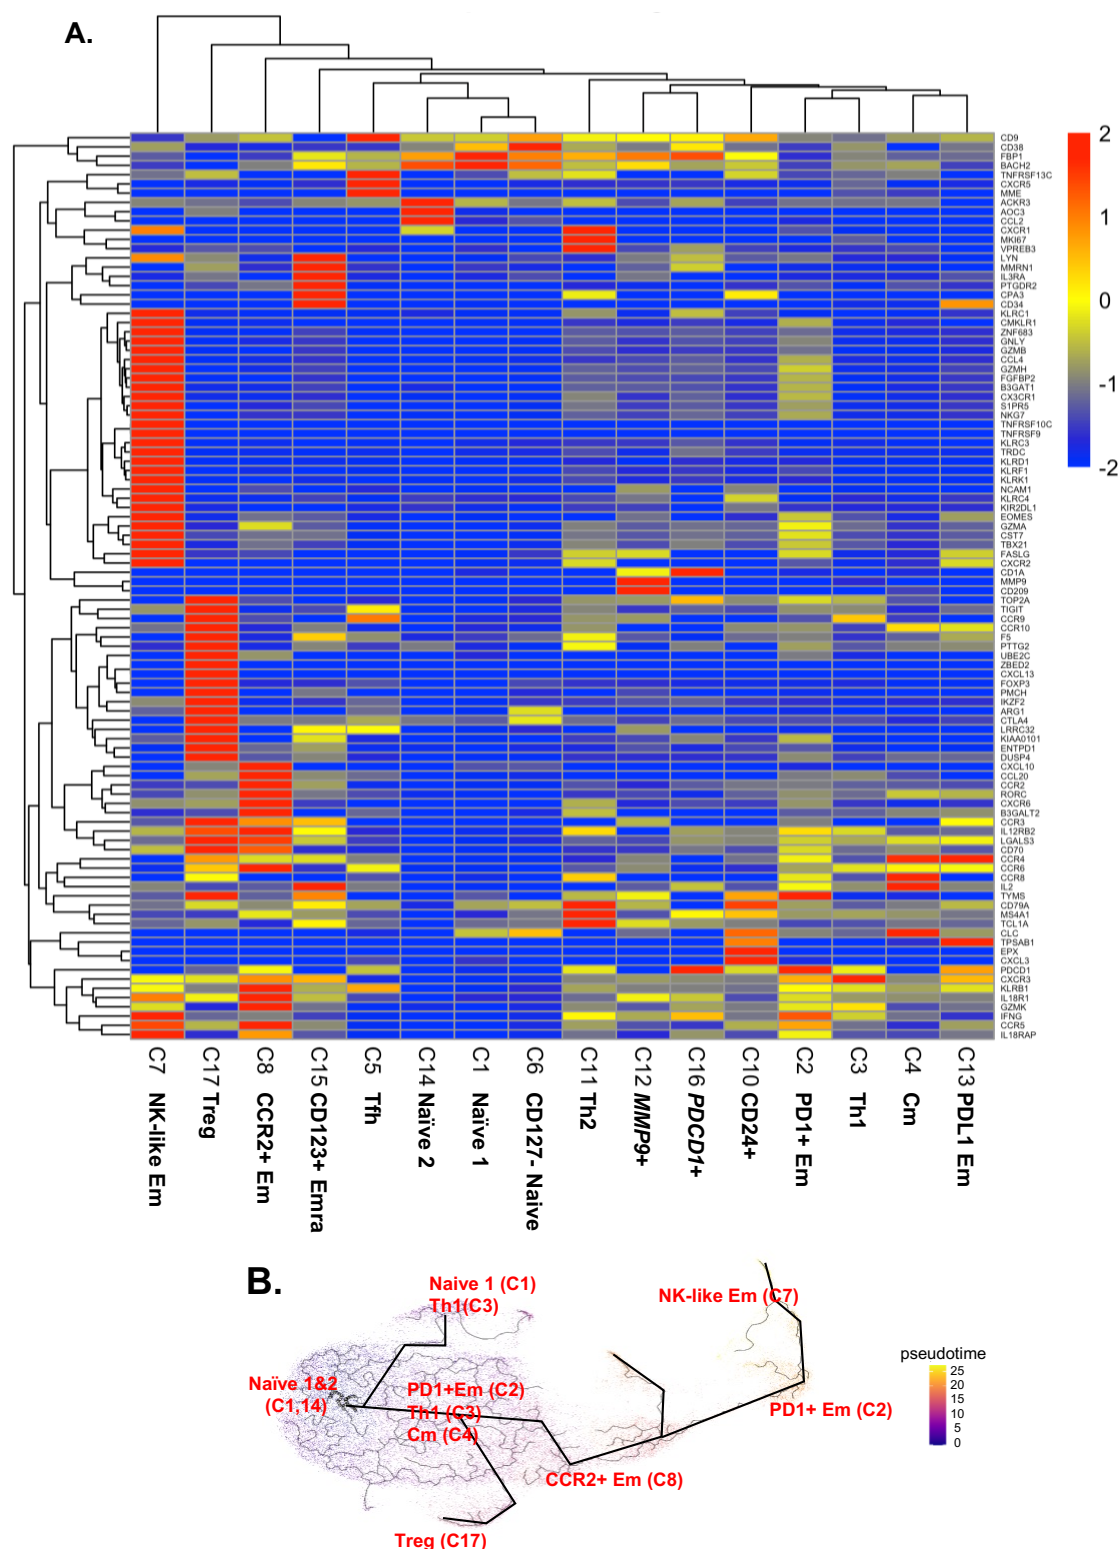 A.
CD9
CD38
FBP1
BACH2
TNFRSF13C
CXCR5
MME
ACKR3
AOC3
CCL2
CXCR1
MKI67
VPREB3
LYN
MMRN1
IL3RA
PTGDR2
CPA3
CD34
KLRC1
CMKLR1
ZNF683
GNLY
GZMB
CCL4
GZMH
FGFBP2
B3GAT1
CX3CR1
S1PR5
NKG7
TNFRSF10C
TNFRSF9
KLRC3
TRDC
KLRD1
KLRF1
KLRK1
NCAM1
KLRC4
KIR2DL1
EOMES
GZMA
CST7
TBX21
FASLG
CXCR2
CD1A
MMP9
CD209
TOP2A
TIGIT
CCR9
CCR10
F5
PTTG2
UBE2C
ZBED2
CXCL13
FOXP3
PMCH
IKZF2
ARG1
CTLA4
LRRC32
KIAA0101
ENTPD1
DUSP4
CXCL10
CCL20
CCR2
RORC
CXCR6
B3GALT2
CCR3
IL12RB2
LGALS3
CD70
CCR4
CCR6
CCR8
IL2
TYMS
CD79A
MS4A1
TCL1A
CLC
TPSAB1
EPX
CXCL3
PDCD1
CXCR3
KLRB1
IL18R1
GZMK
IFNG
CCR5
IL18RAP
2
1
0
-1
-2
C7 NK-like Em
C17 Treg
C8 CCR2+ Em
C15 CD123+ Emra
C5 Tfh
C14 Naïve 2
C1 Naïve 1
C6 CD127- Naive
C11 Th2
C12 MMP9+
C16 PDCD1+
C10 CD24+
C2 PD1+ Em
C3 Th1
C4 Cm
C13 PDL1 Em
B.
Naive 1 (C1)
Th1(C3)
NK-like Em (C7)
Naïve 1&2
(C1,14)
PD1+Em (C2)
Th1 (C3)
Cm (C4)
PD1+ Em (C2)
CCR2+ Em (C8)
Treg (C17)
pseudotime
25
20
15
10
5
0